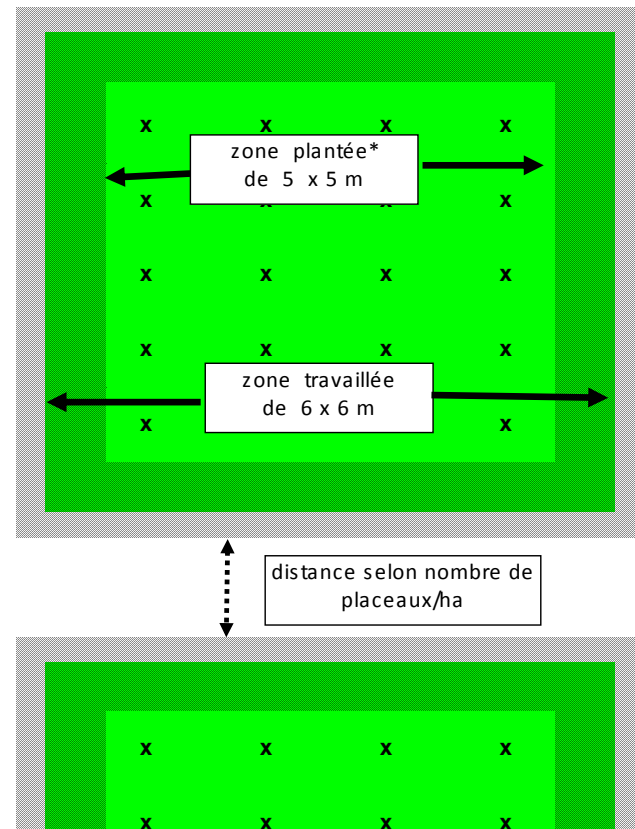 x x x x
zone plantée*
de 5 x 5 m
x x
x x x x
x x x x
zone travaillée
de 6 x 6 m
x x
distance selon nombre de
placeaux/ha
x x x x
x x x x